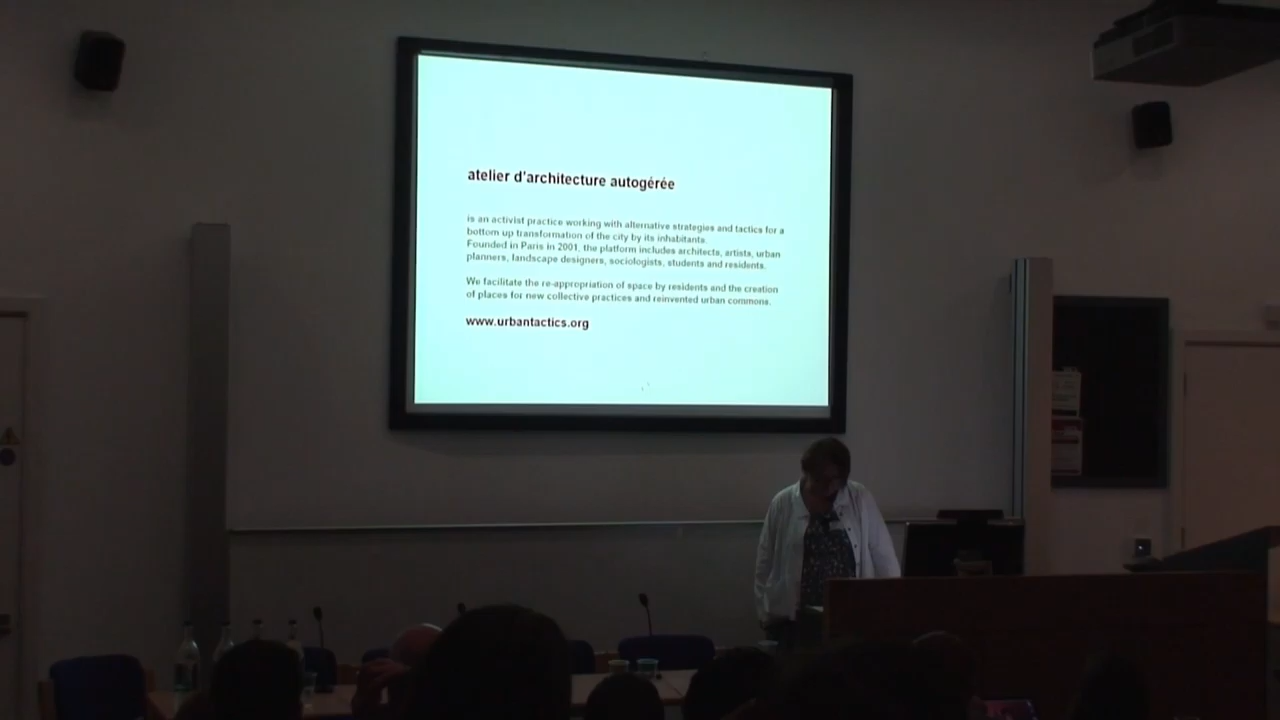 atelier d'architecture autogérée
is an activist practice working with alternative strategies and tactics for a
bottom up transformation of the city by its inhabitants.
Founded in Paris in 2001, the platform includes architects, artists, urban
planners, landscape designers, sociologists, students and residents.
We facilitate the re-appropriation of space by residents and the creation
of places for new collective practices and reinvented urban commons.
www.urbantactics.org